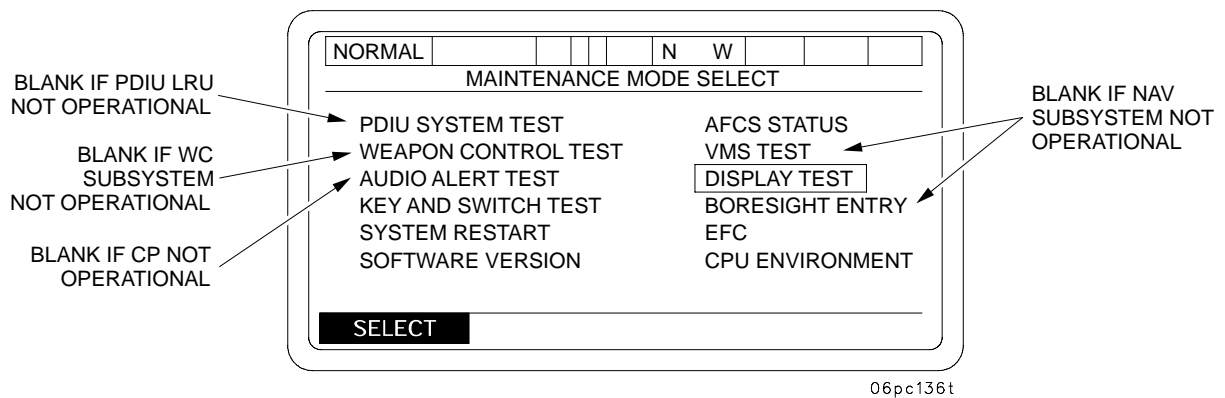 NORMAL N W
MAINTENANCE MODE SELECT
BLANK IF PDIU LRU
NOT OPERATIONAL
BLANK IF WC
SUBSYSTEM
NOT OPERATIONAL
BLANK IF CP NOT
OPERATIONAL
PDIU SYSTEM TEST
WEAPON CONTROL TEST
AUDIO ALERT TEST
KEY AND SWITCH TEST
SYSTEM RESTART
SOFTWARE VERSION
AFCS STATUS
VMS TEST
DISPLAY TEST
BORESIGHT ENTRY
EFC
CPU ENVIRONMENT
BLANK IF NAV
SUBSYSTEM NOT
OPERATIONAL
SELECT
06pc136t